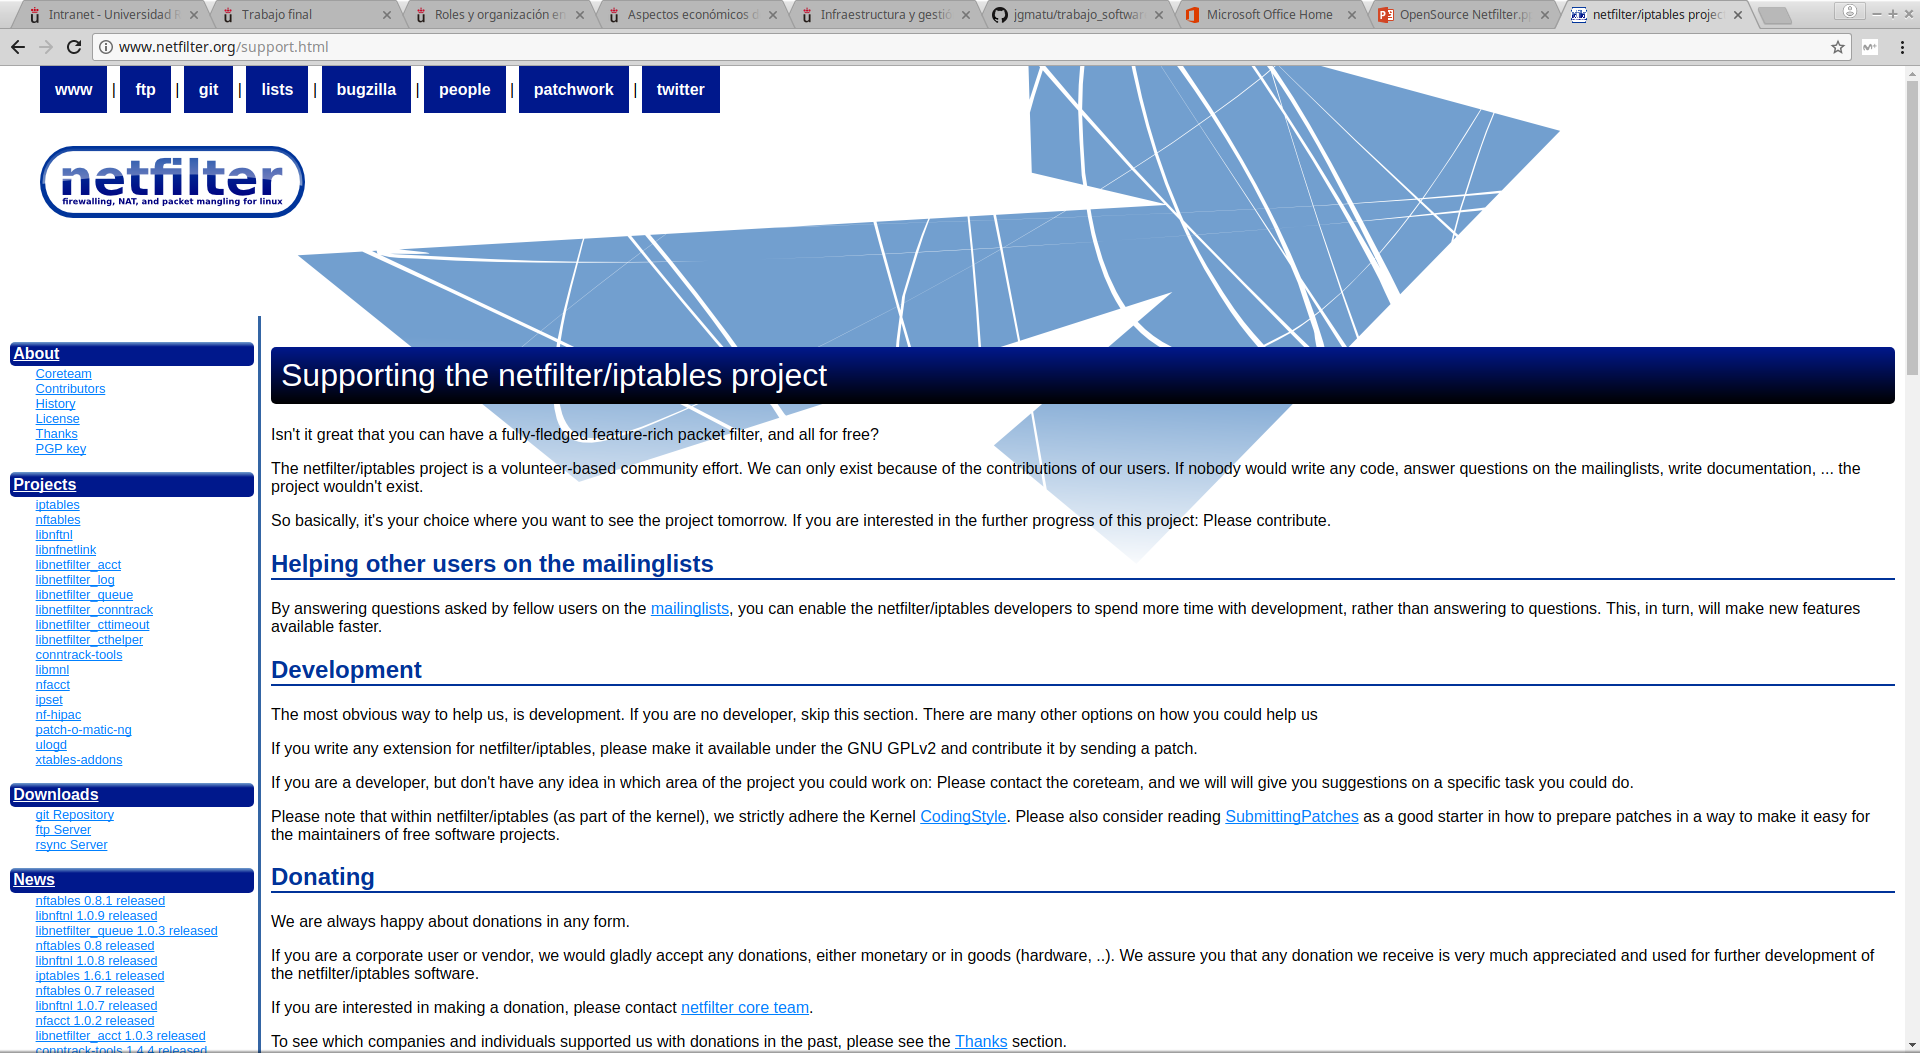 Intranet - Universidad R
Trabajo final
Roles y organización en
Aspectos económicos d
Infraestructura y gestió
jgmatu/trabajo_softwar
Microsoft Office Home
OpenSource Netfilter.pp
netfilter/iptables projec
www.netfilter.org/support.html
www | ftp | git | lists | bugzilla | people | patchwork | twitter
netfilter
firewalling, NAT, and packet mangling for linux
About
Coreteam
Contributors
History
License
Thanks
PGP key
Projects
iptables
nftables
libnftnl
libnfnetlink
libnetfilter_acct
libnetfilter_log
libnetfilter_queue
libnetfilter_conntrack
libnetfilter_cttimeout
libnetfilter_cthelper
conntrack-tools
libmnl
nfacct
ipset
nf-hipac
patch-o-matic-ng
ulogd
xtables-addons
Downloads
git Repository
ftp Server
rsync Server
News
nftables 0.8.1 released
libnftnl 1.0.9 released
libnetfilter_queue 1.0.3 released
nftables 0.8 released
libnftnl 1.0.8 released
iptables 1.6.1 released
nftables 0.7 released
libnftnl 1.0.7 released
nfacct 1.0.2 released
libnetfilter_acct 1.0.3 released
conntrack-tools 1.4.4 released
Supporting the netfilter/iptables project
Isn't it great that you can have a fully-fledged feature-rich packet filter, and all for free?
The netfilter/iptables project is a volunteer-based community effort. We can only exist because of the contributions of our users. If nobody would write any code, answer questions on the mailinglists, write documentation, ... the
project wouldn't exist.
So basically, it's your choice where you want to see the project tomorrow. If you are interested in the further progress of this project: Please contribute.
Helping other users on the mailinglists
By answering questions asked by fellow users on the mailinglists, you can enable the netfilter/iptables developers to spend more time with development, rather than answering to questions. This, in turn, will make new features
available faster.
Development
The most obvious way to help us, is development. If you are no developer, skip this section. There are many other options on how you could help us
If you write any extension for netfilter/iptables, please make it available under the GNU GPLv2 and contribute it by sending a patch.
If you are a developer, but don't have any idea in which area of the project you could work on: Please contact the coreteam, and we will will give you suggestions on a specific task you could do.
Please note that within netfilter/iptables (as part of the kernel), we strictly adhere the Kernel CodingStyle. Please also consider reading SubmittingPatches as a good starter in how to prepare patches in a way to make it easy for
the maintainers of free software projects.
Donating
We are always happy about donations in any form.
If you are a corporate user or vendor, we would gladly accept any donations, either monetary or in goods (hardware, ..). We assure you that any donation we receive is very much appreciated and used for further development of
the netfilter/iptables software.
If you are interested in making a donation, please contact netfilter core team.
To see which companies and individuals supported us with donations in the past, please see the Thanks section.